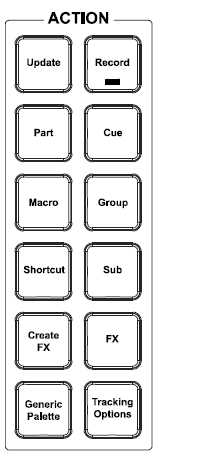 ACTION
Update
Record
Part
Cue
Macro
Group
Shortcut
Sub
Create
FX
FX
Generic
Palette
Tracking
Options